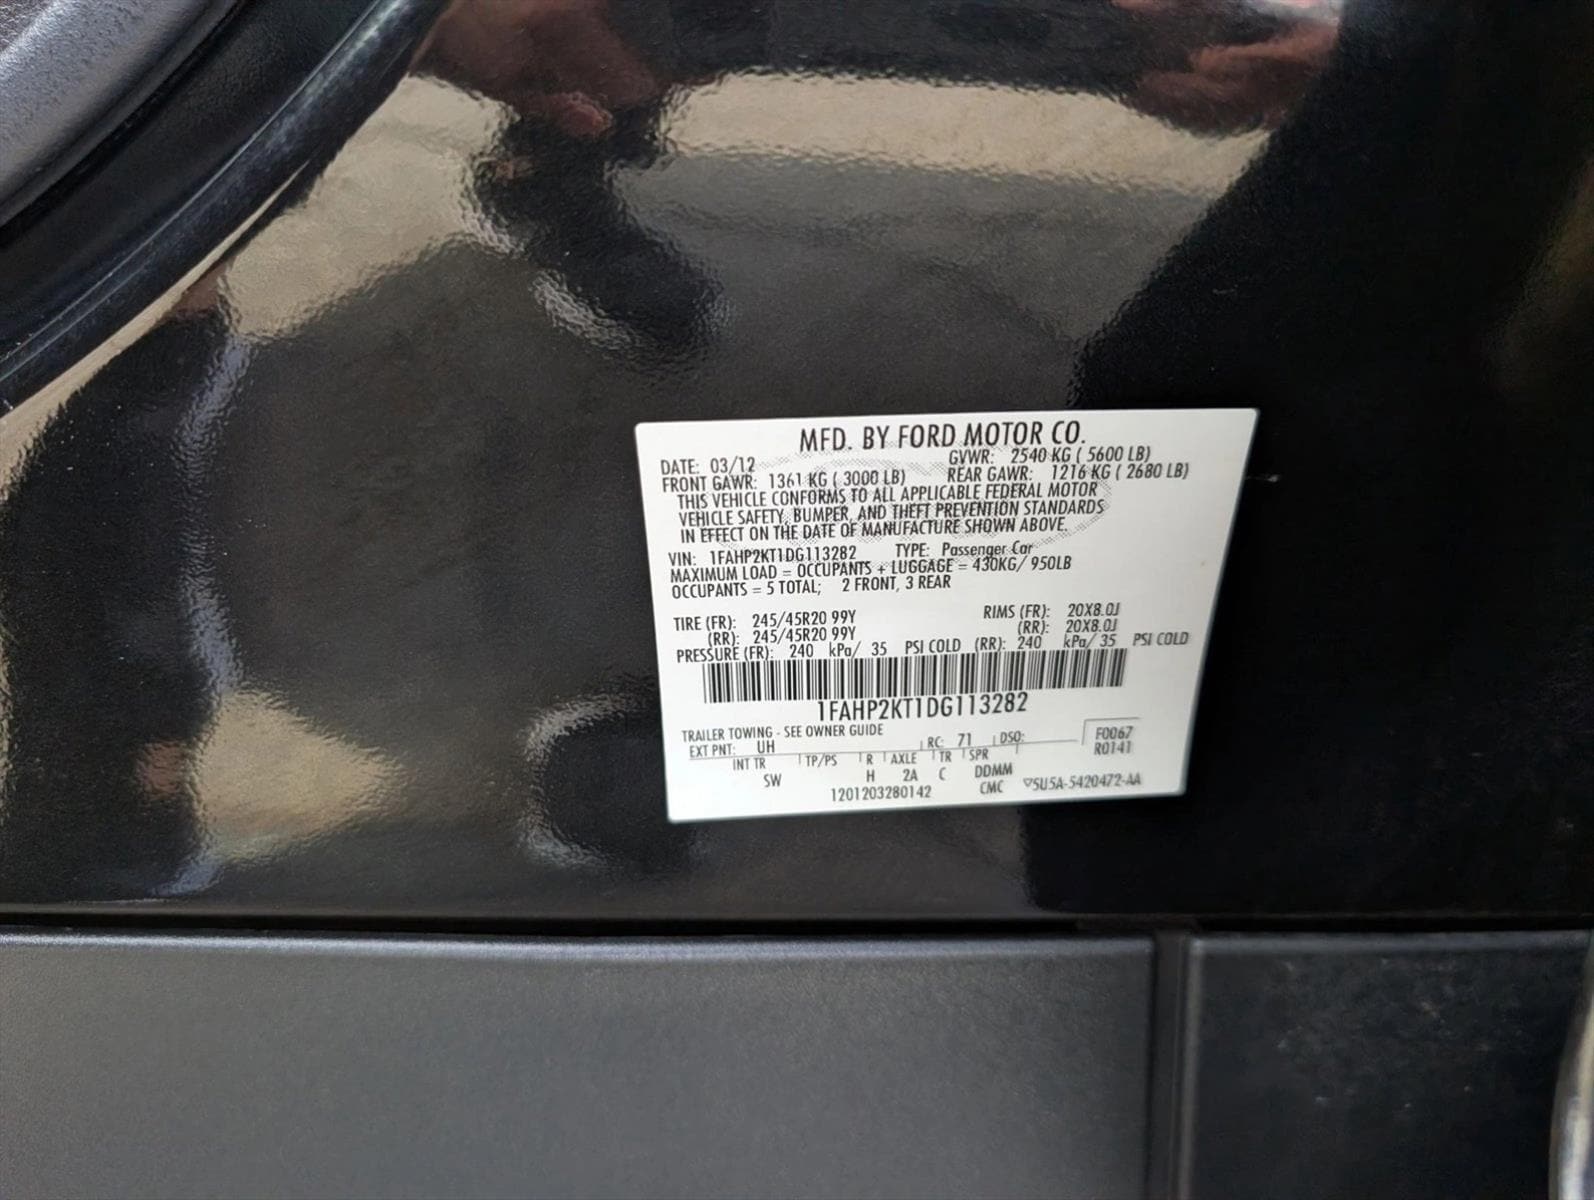 MFD. BY FORD MOTOR CO.
DATE: 03/12 GVWR: 2540 KG ( 5600 LB)
FRONT GAWR: 1361 KG ( 3000 LB) REAR GAWR: 1216 KG ( 2680 LB)
THIS VEHICLE CONFORMS TO ALL APPLICABLE FEDERAL MOTOR
VEHICLE SAFETY, BUMPER, AND THEFT PREVENTION STANDARDS
IN EFFECT ON THE DATE OF MANUFACTURE SHOWN ABOVE.
VIN: 1FAHP2KT1DG113282 TYPE: Passenger Car
MAXIMUM LOAD = OCCUPANTS + LUGGAGE = 430KG/ 950LB
OCCUPANTS = 5 TOTAL; 2 FRONT, 3 REAR
TIRE (FR): 245/45R20 99Y RIMS (FR): 20X8.0J
(RR): 245/45R20 99Y (RR): 20X8.0J
PRESSURE (FR): 240 kPa/ 35 PSI COLD (RR): 240 kPa/ 35 PSI COLD
1FAHP2KT1DG113282
TRAILER TOWING - SEE OWNER GUIDE
EXT PNT: UH RC: 71 DSO: F0067
R0141
INT TR TP/PS R AXLE TR SPR
SW H 2A C DDMM
1201203280142 CMC ▽5U5A-5420472-AA